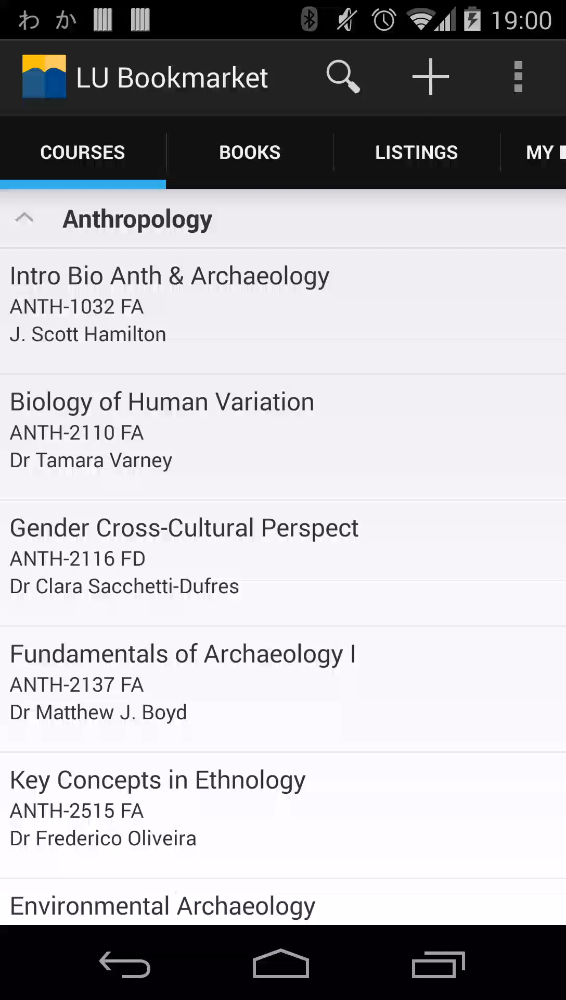 わ か 19:00
LU Bookmarket
COURSES BOOKS LISTINGS MY
Anthropology
Intro Bio Anth & Archaeology
ANTH-1032 FA
J. Scott Hamilton
Biology of Human Variation
ANTH-2110 FA
Dr Tamara Varney
Gender Cross-Cultural Perspect
ANTH-2116 FD
Dr Clara Sacchetti-Dufres
Fundamentals of Archaeology I
ANTH-2137 FA
Dr Matthew J. Boyd
Key Concepts in Ethnology
ANTH-2515 FA
Dr Frederico Oliveira
Environmental Archaeology